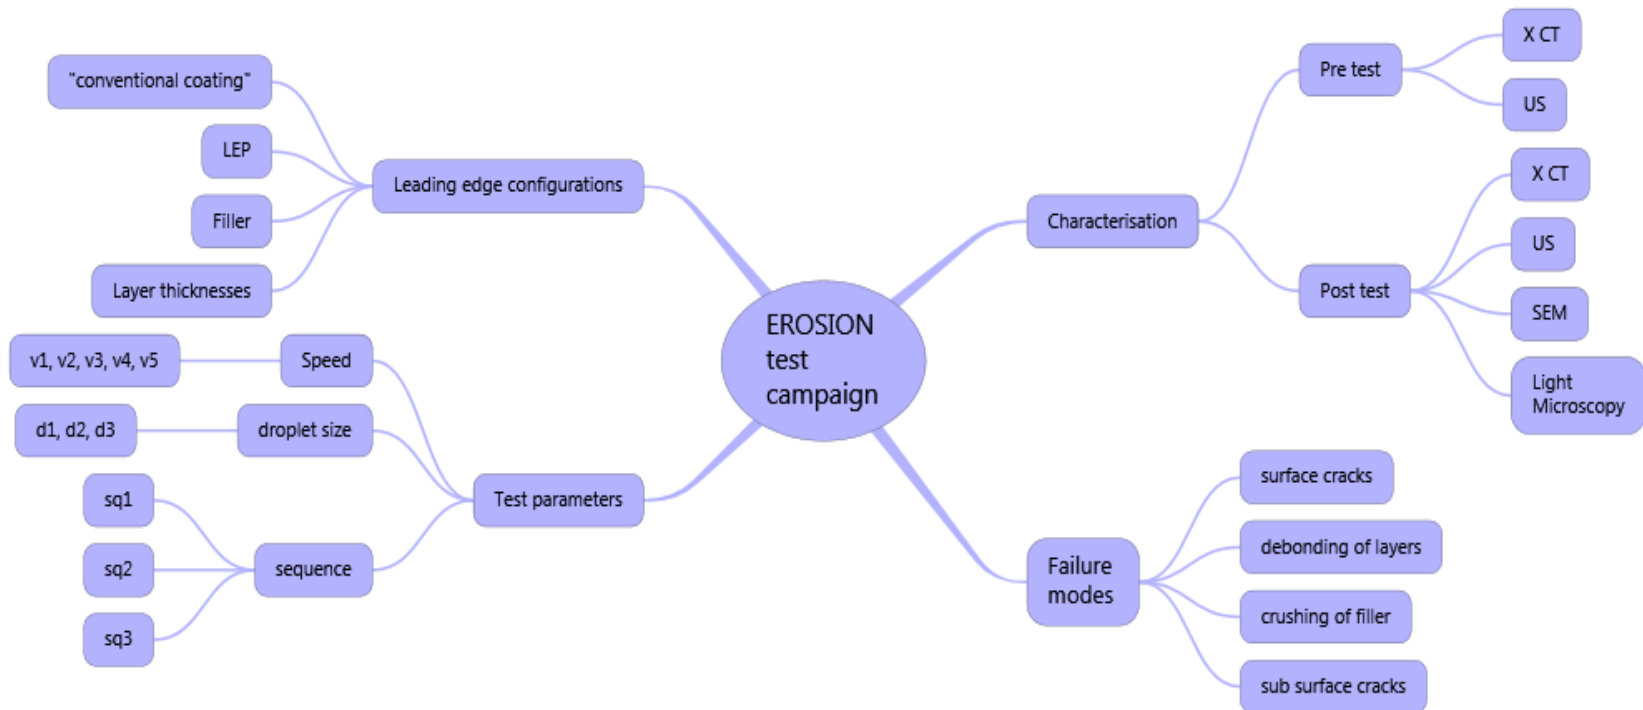 EROSION
test
campaign
Leading edge configurations
"conventional coating"
LEP
Filler
Layer thicknesses
Test parameters
Speed
v1, v2, v3, v4, v5
droplet size
d1, d2, d3
sequence
sq1
sq2
sq3
Characterisation
Pre test
X CT
US
Post test
X CT
US
SEM
Light
Microscopy
Failure
modes
surface cracks
debonding of layers
crushing of filler
sub surface cracks